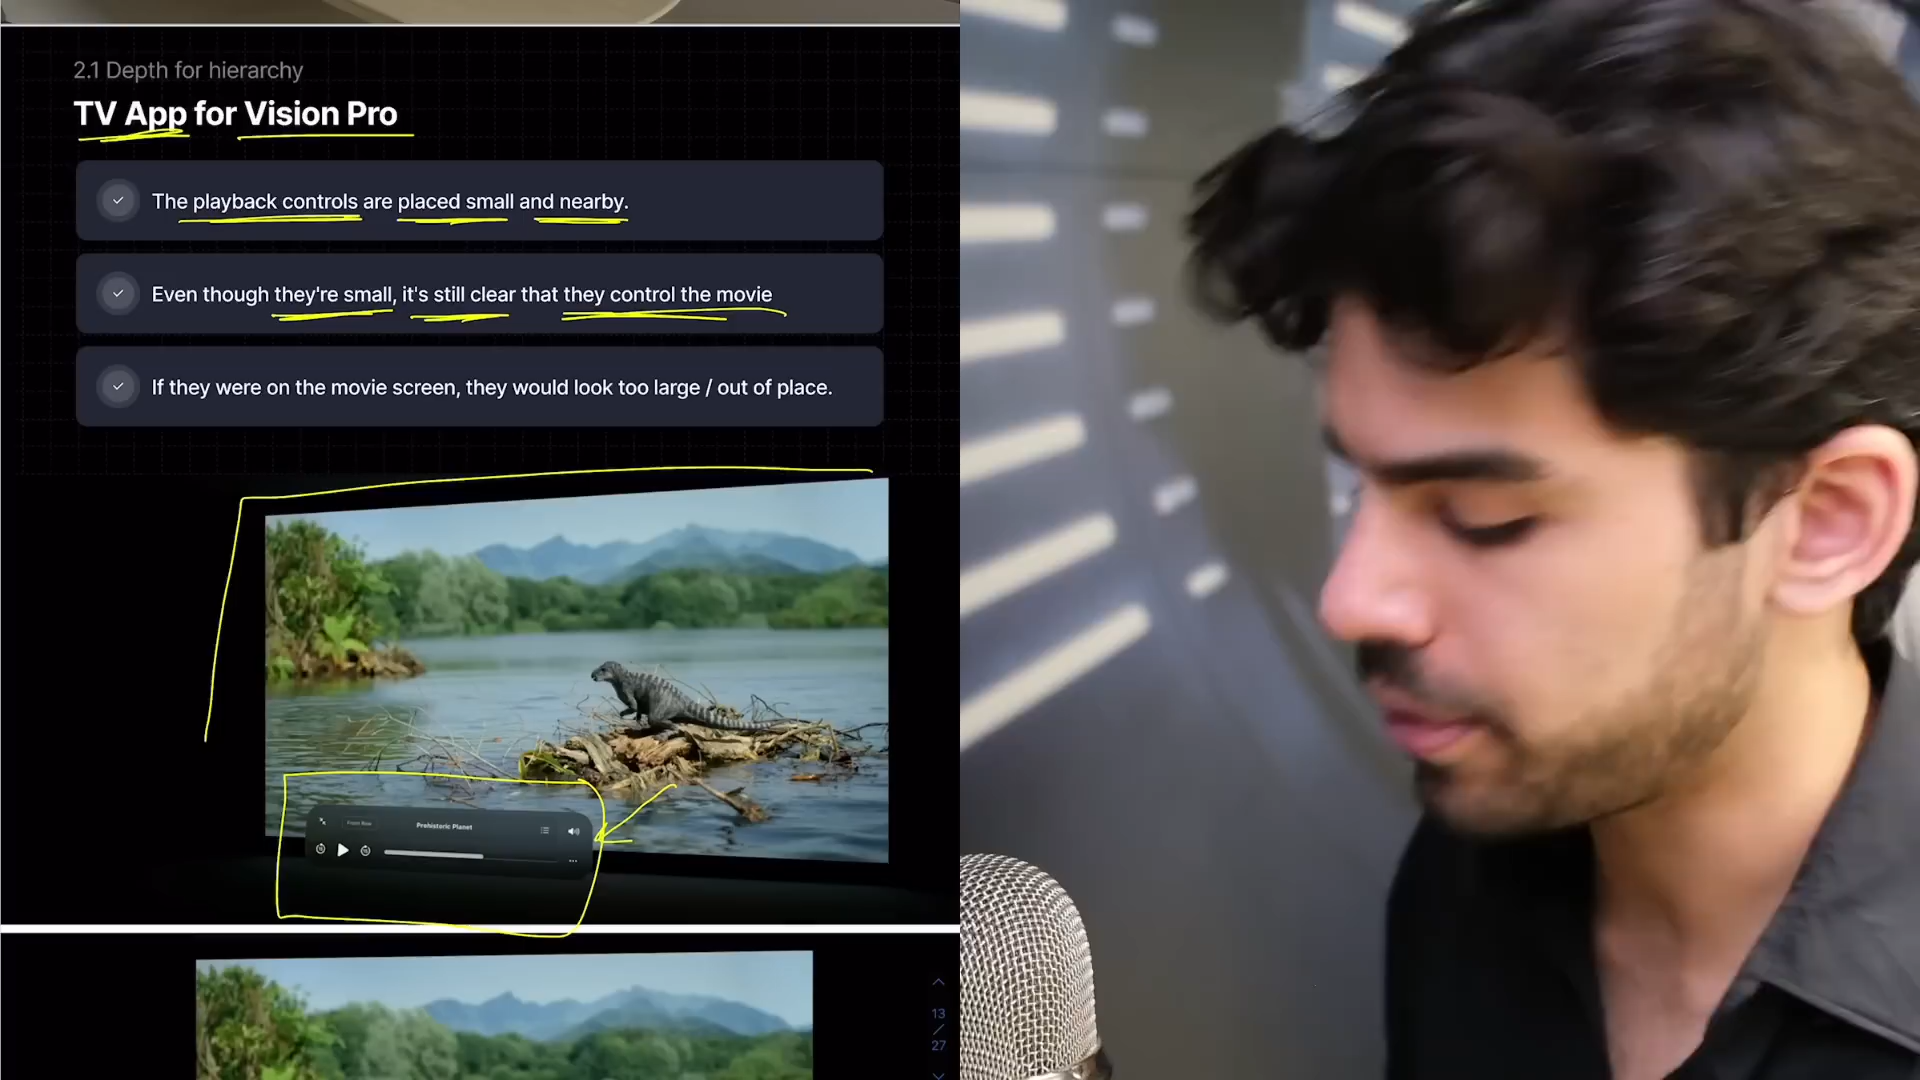 2.1 Depth for hierarchy
TV App for Vision Pro
The playback controls are placed small and nearby.
Even though they're small, it's still clear that they control the movie
If they were on the movie screen, they would look too large / out of place.
Prehistoric Planet
13
/
27